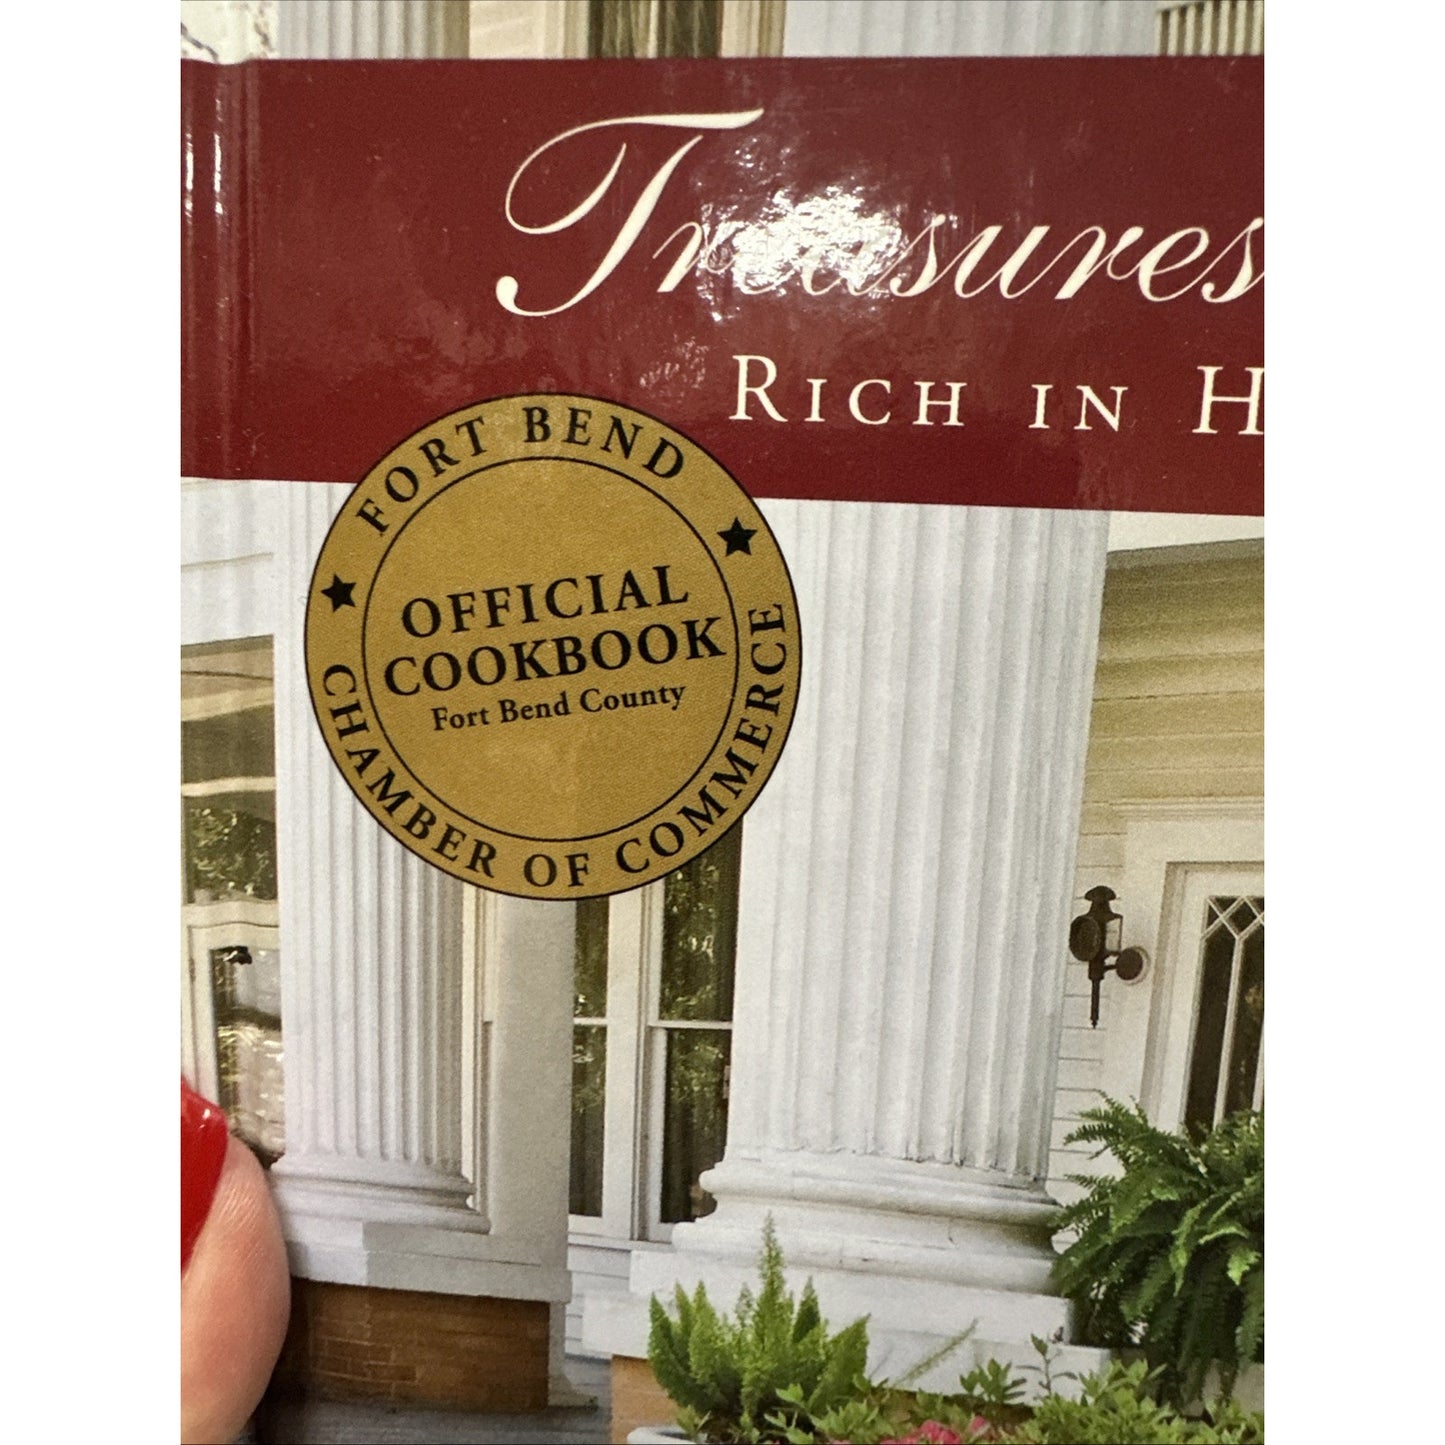 Treasures
RICH IN H
FORT BEND
OFFICIAL
COOKBOOK
Fort Bend County
CHAMBER OF COMMERCE